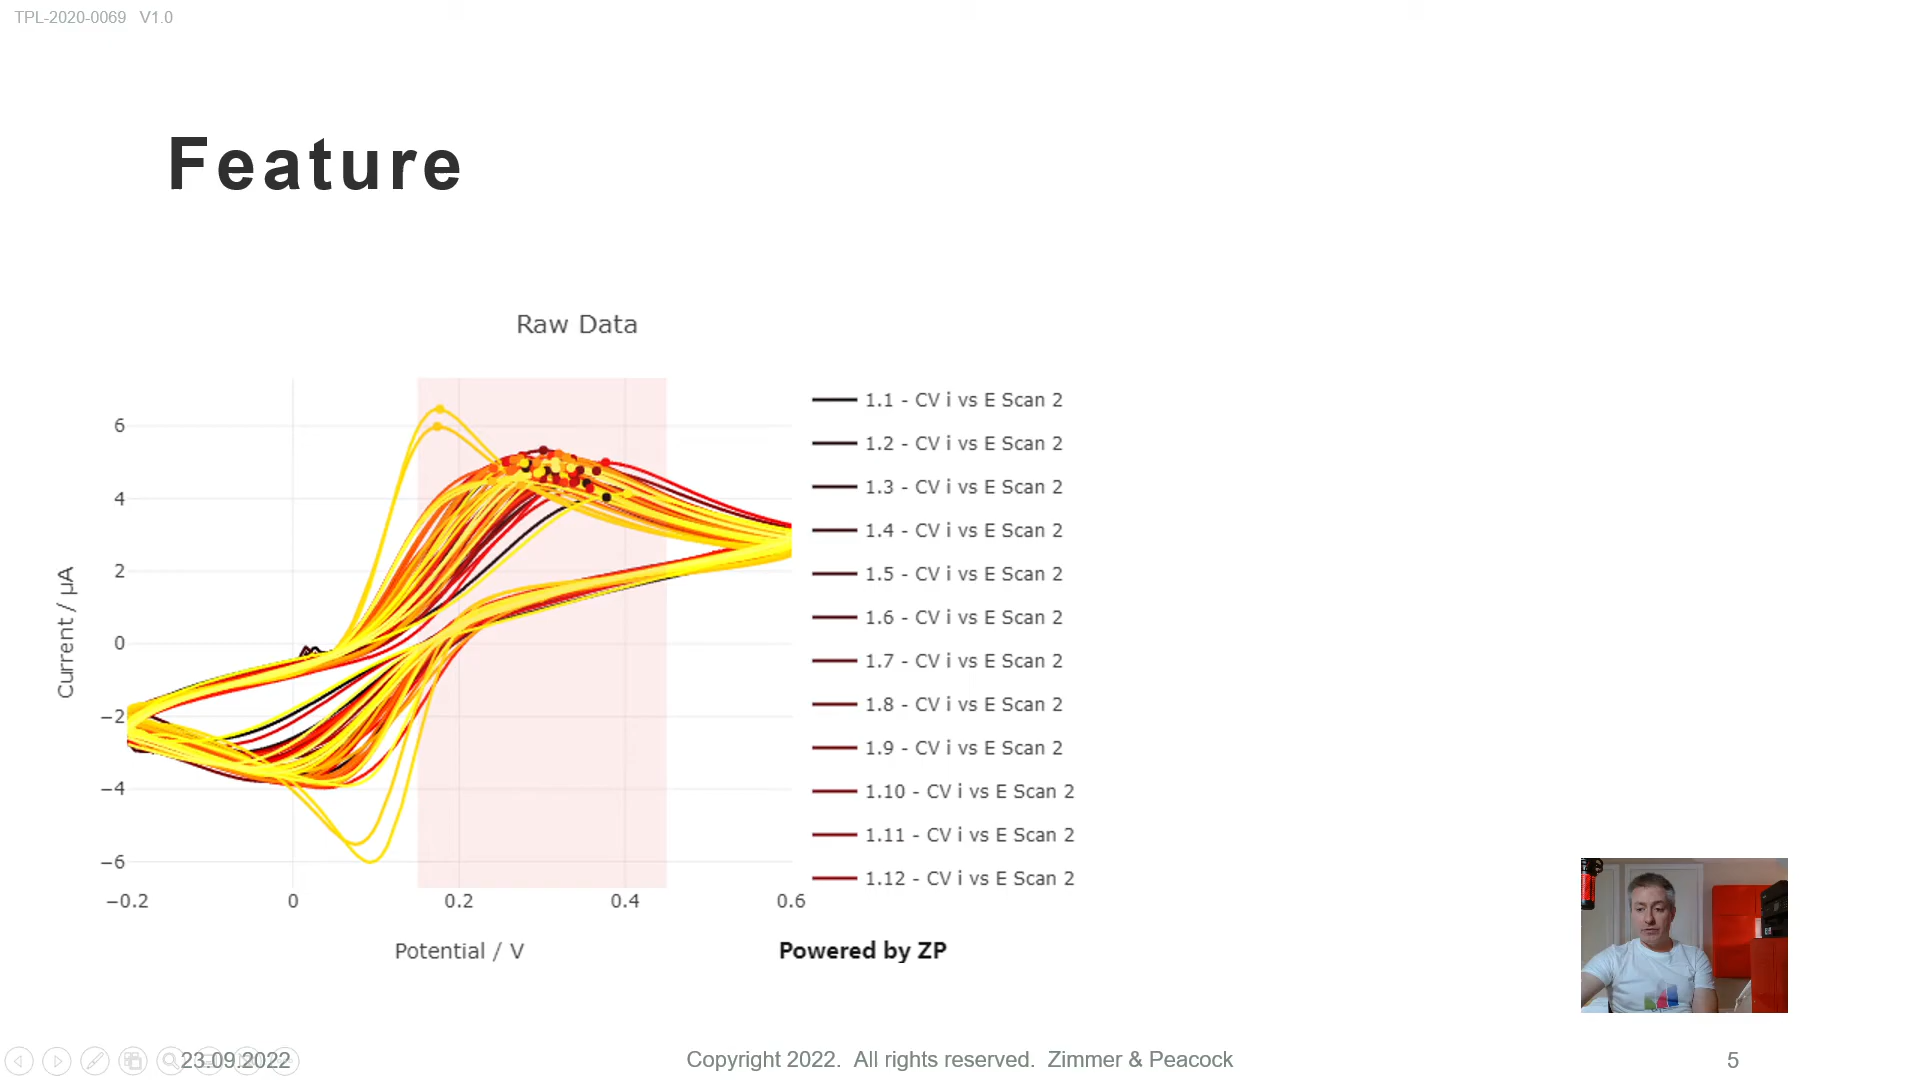 TPL-2020-0069 V1.0
Feature
Raw Data
1.1 - CV i vs E Scan 2
1.2 - CV i vs E Scan 2
1.3 - CV i vs E Scan 2
1.4 - CV i vs E Scan 2
1.5 - CV i vs E Scan 2
1.6 - CV i vs E Scan 2
1.7 - CV i vs E Scan 2
1.8 - CV i vs E Scan 2
1.9 - CV i vs E Scan 2
1.10 - CV i vs E Scan 2
1.11 - CV i vs E Scan 2
1.12 - CV i vs E Scan 2
6
4
2
0
−2
−4
−6
Current / μA
−0.2 0 0.2 0.4 0.6
Potential / V
Powered by ZP
23.09.2022
Copyright 2022. All rights reserved. Zimmer & Peacock
5